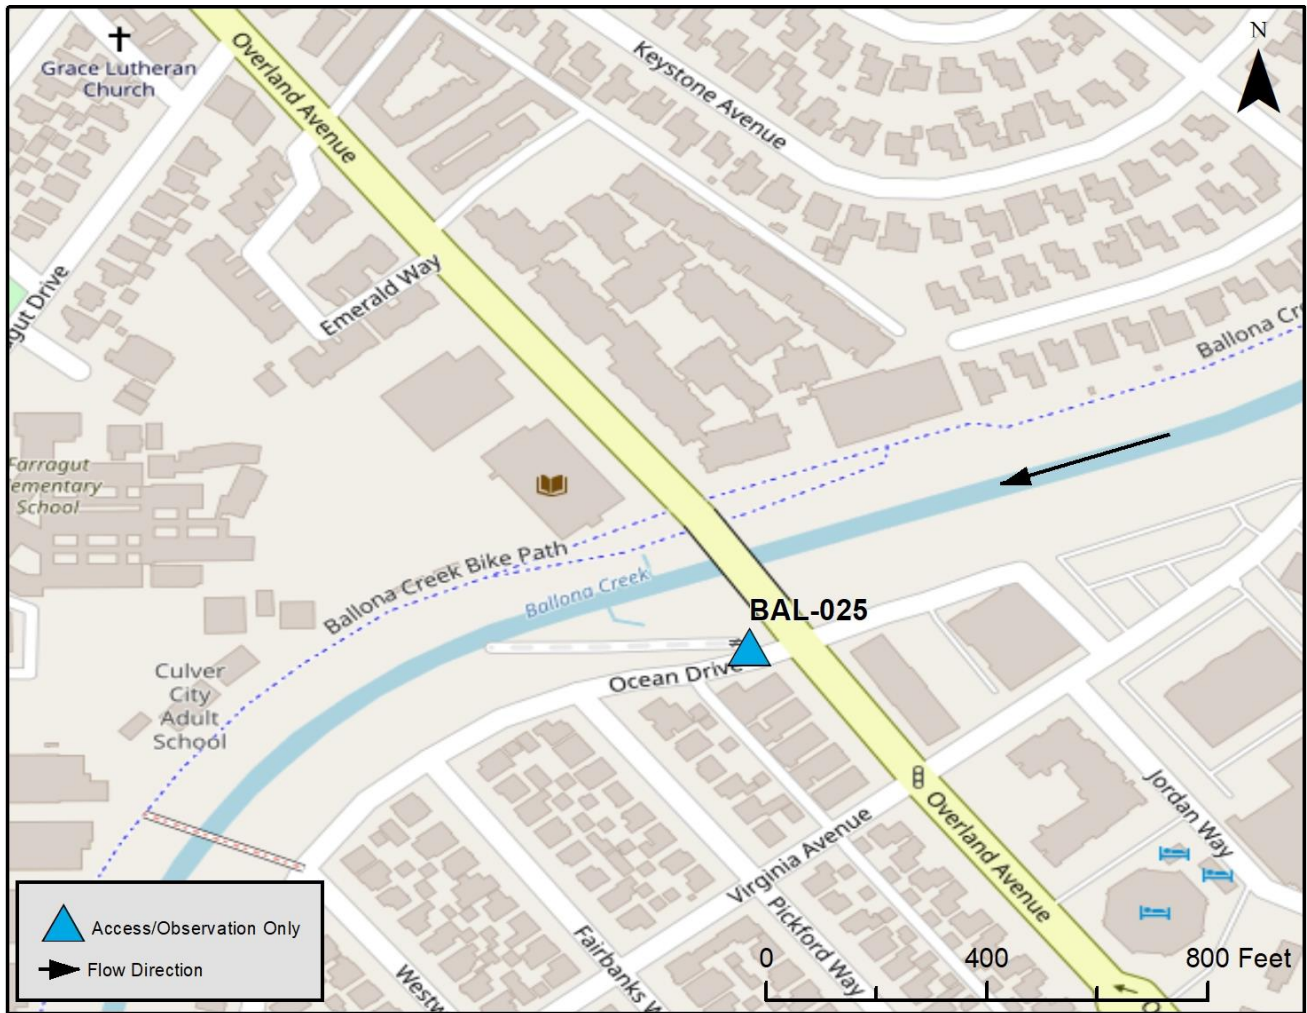 N
Grace Lutheran
Church
Overland Avenue
Keystone Avenue
Emerald Way
gut Drive
Ballona Cr
Farragut
ementary
School
Ballona Creek Bike Path
Ballona Creek
BAL-025
Ocean Drive
Culver
City
Adult
School
Jordan Way
Overland Avenue
Virginia Avenue
Pickford Way
Fairbanks W
Westw
O
Access/Observation Only
Flow Direction
0 400 800 Feet